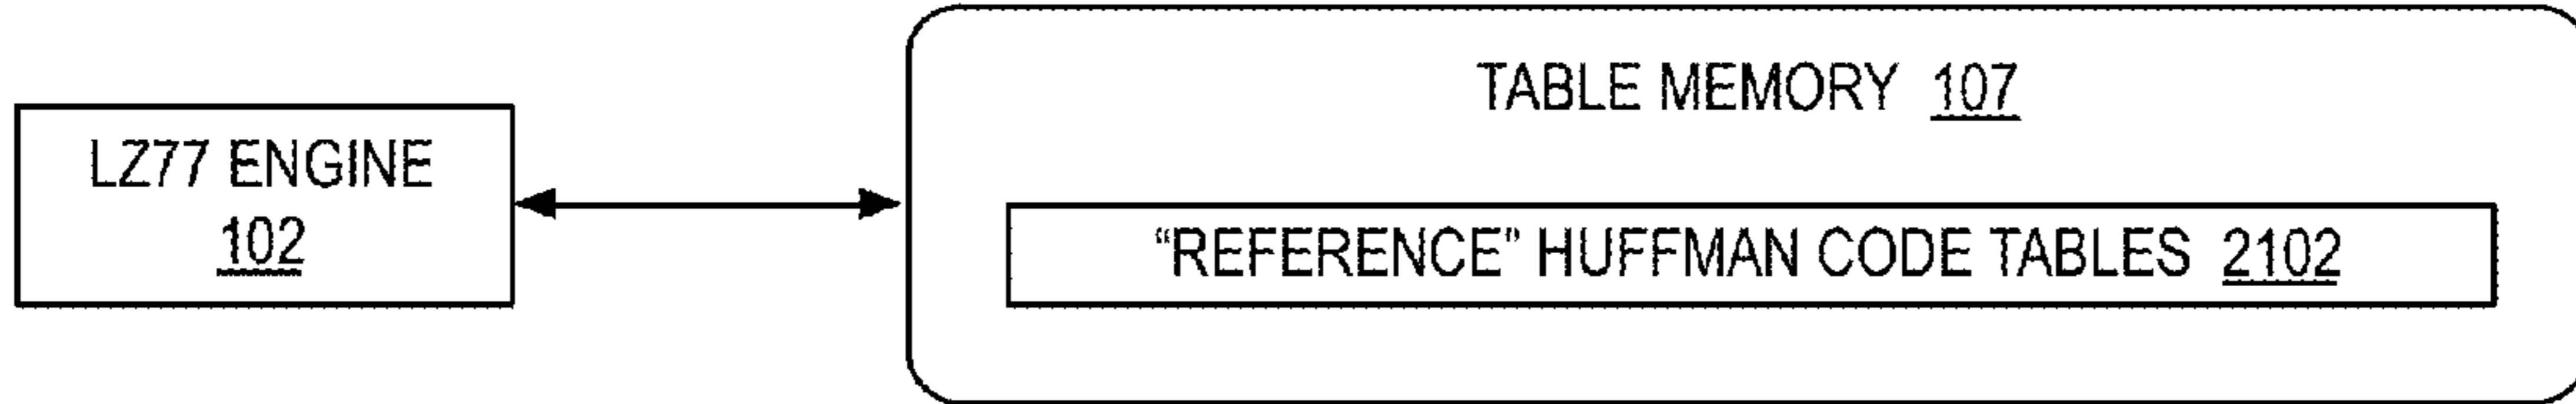 LZ77 ENGINE
102
TABLE MEMORY 107
“REFERENCE” HUFFMAN CODE TABLES 2102